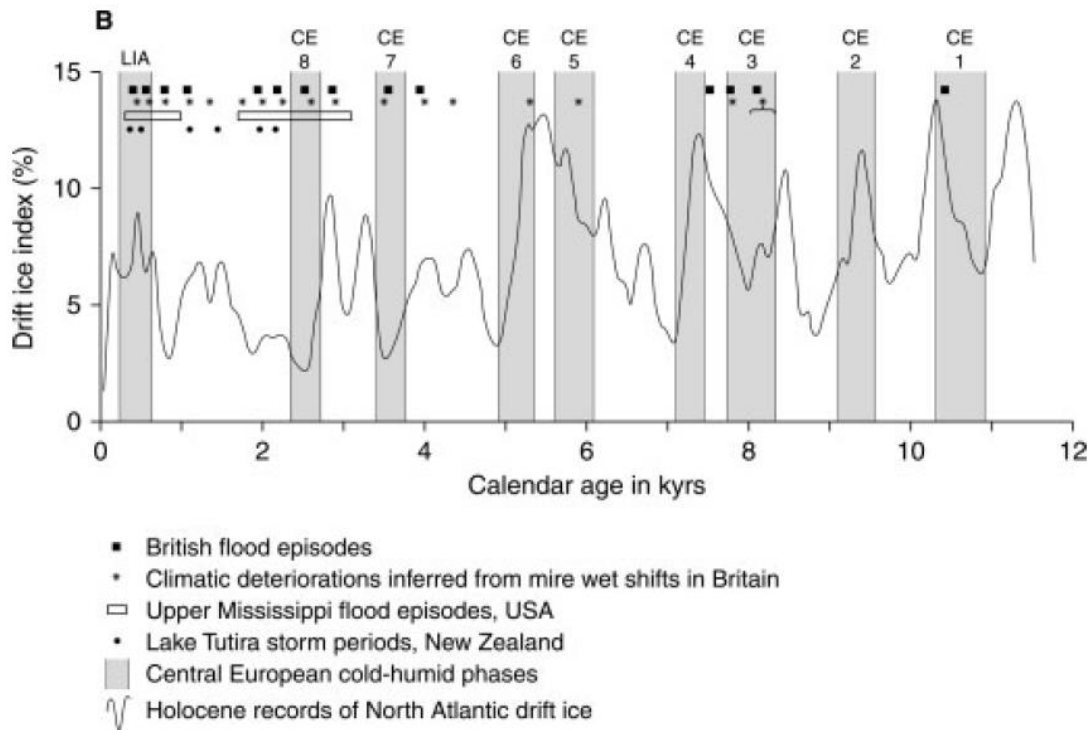 B
LIA
CE
8
CE
7
CE
6
CE
5
CE
4
CE
3
CE
2
CE
1
15
10
5
0
Drift ice index (%)
0
2
4
6
8
10
12
Calendar age in kyrs
British flood episodes
Climatic deteriorations inferred from mire wet shifts in Britain
Upper Mississippi flood episodes, USA
Lake Tutira storm periods, New Zealand
Central European cold-humid phases
Holocene records of North Atlantic drift ice